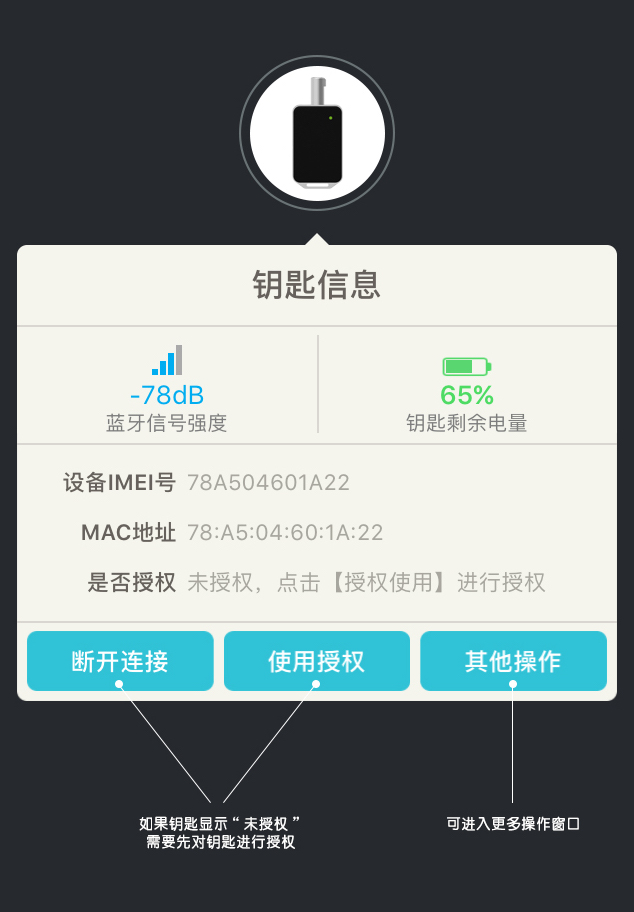 钥匙信息
-78dB
65%
蓝牙信号强度
钥匙剩余电量
设备IMEI号 78A504601A22
MAC地址 78:A5:04:60:1A:22
是否授权 未授权，点击【授权使用】进行授权
断开连接
使用授权
其他操作
如果钥匙显示“未授权”
需要先对钥匙进行授权
可进入更多操作窗口